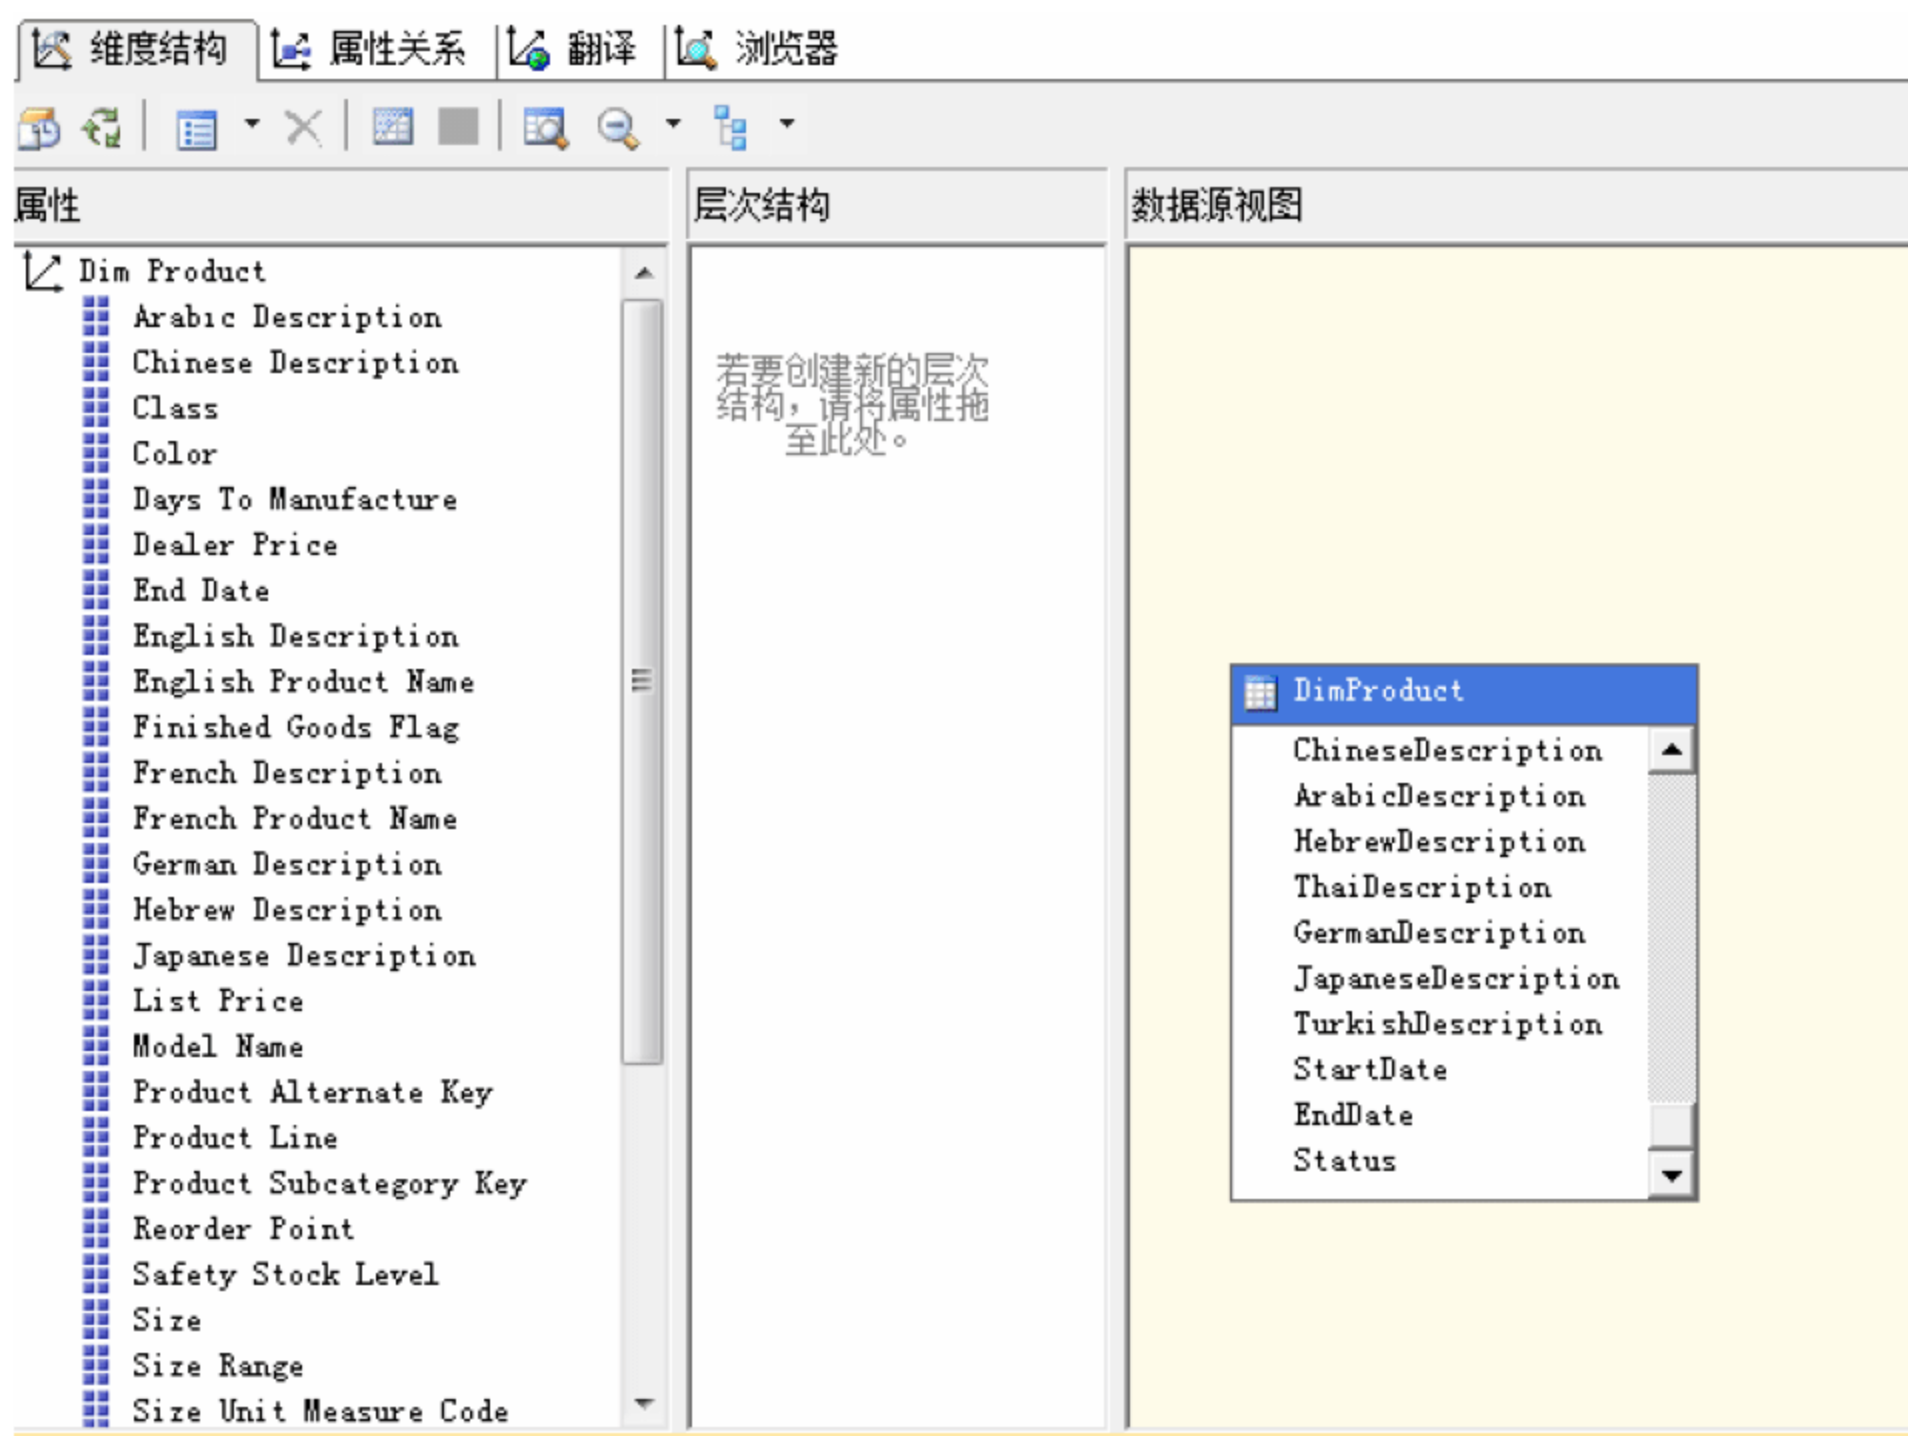 维度结构 属性关系 翻译 浏览器
属性
Dim Product
Arabic Description
Chinese Description
Class
Color
Days To Manufacture
Dealer Price
End Date
English Description
English Product Name
Finished Goods Flag
French Description
French Product Name
German Description
Hebrew Description
Japanese Description
List Price
Model Name
Product Alternate Key
Product Line
Product Subcategory Key
Reorder Point
Safety Stock Level
Size
Size Range
Size Unit Measure Code
层次结构
若要创建新的层次
结构，请将属性拖
至此处。
数据源视图
DimProduct
ChineseDescription
ArabicDescription
HebrewDescription
ThaiDescription
GermanDescription
JapaneseDescription
TurkishDescription
StartDate
EndDate
Status